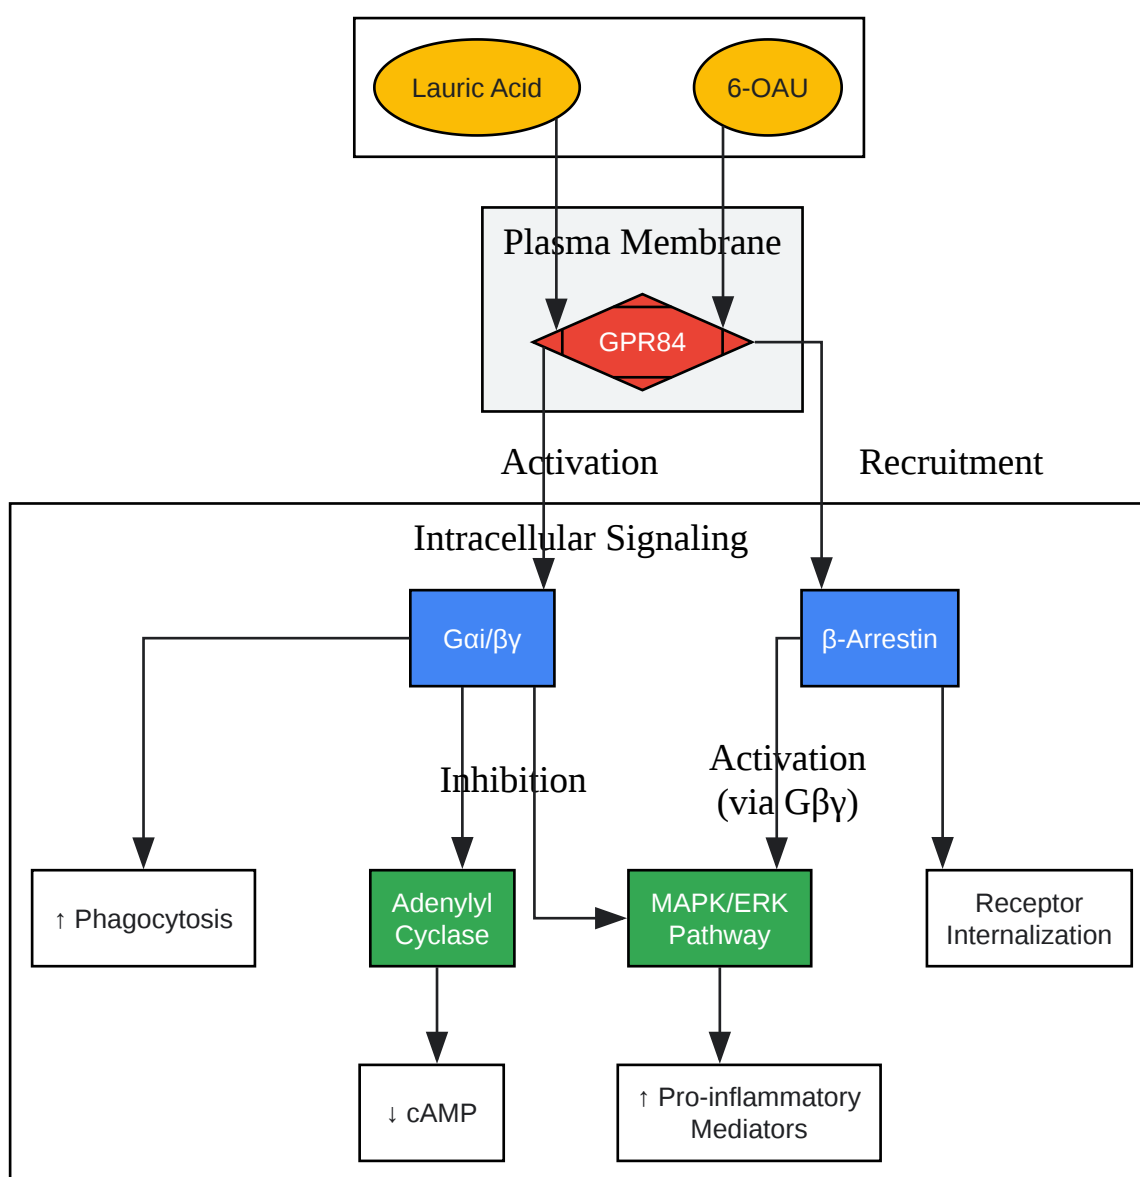 Lauric Acid
6-OAU
Plasma Membrane
GPR84
Activation
Recruitment
Intracellular Signaling
Gαi/βγ
β-Arrestin
Inhibition
Activation
(via Gβγ)
↑ Phagocytosis
Adenylyl
Cyclase
MAPK/ERK
Pathway
Receptor
Internalization
↓ cAMP
↑ Pro-inflammatory
Mediators